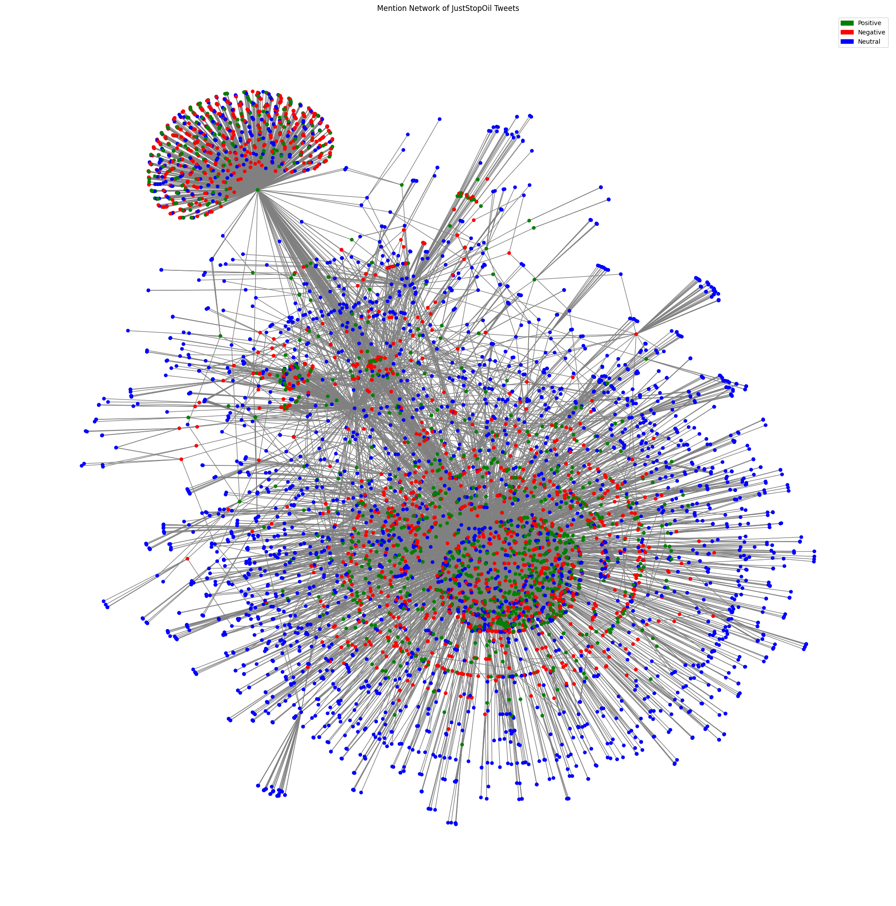 Mention Network of JustStopOil Tweets
Positive
Negative
Neutral